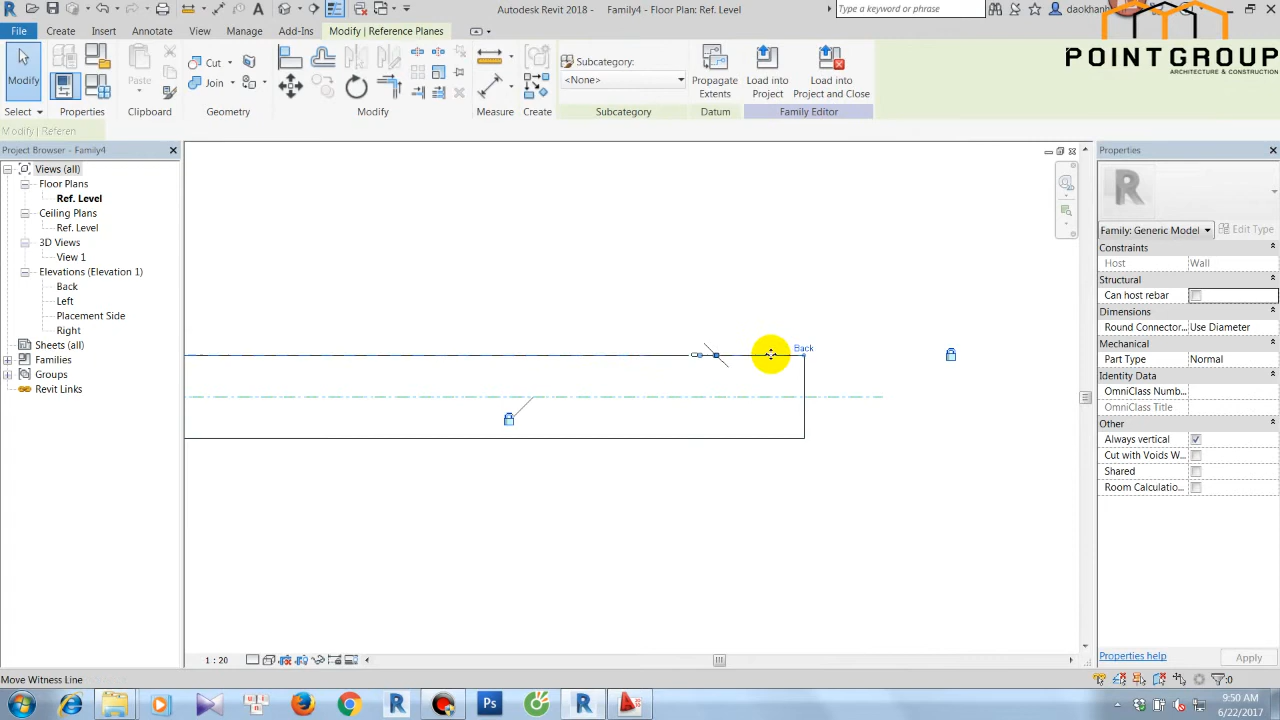 Autodesk Revit 2018 - Family4 - Floor Plan: Ref. Level
Type a keyword or phrase
daokhan
File
Create
Insert
Annotate
View
Manage
Add-Ins
Modify | Reference Planes
POINTGROUP
ARCHITECTURE & CONSTRUCTION
Modify
Paste
Cut
Join
Subcategory:
<None>
Propagate
Extents
Load into
Project
Load into
Project and Close
Select
Properties
Clipboard
Geometry
Modify
Measure
Create
Subcategory
Datum
Family Editor
Modify | Referen
Project Browser - Family4
Views (all)
Floor Plans
Ref. Level
Ceiling Plans
Ref. Level
3D Views
View 1
Elevations (Elevation 1)
Back
Left
Placement Side
Right
Sheets (all)
Families
Groups
Revit Links
Back
Properties
Family: Generic Model
Edit Type
Constraints
Host Wall
Structural
Can host rebar
Dimensions
Round Connector... Use Diameter
Mechanical
Part Type Normal
Identity Data
OmniClass Numb...
OmniClass Title
Other
Always vertical
Cut with Voids W...
Shared
Room Calculatio...
Properties help
Apply
1 : 20
Move Witness Line
:0
Ps
9:50 AM
6/22/2017